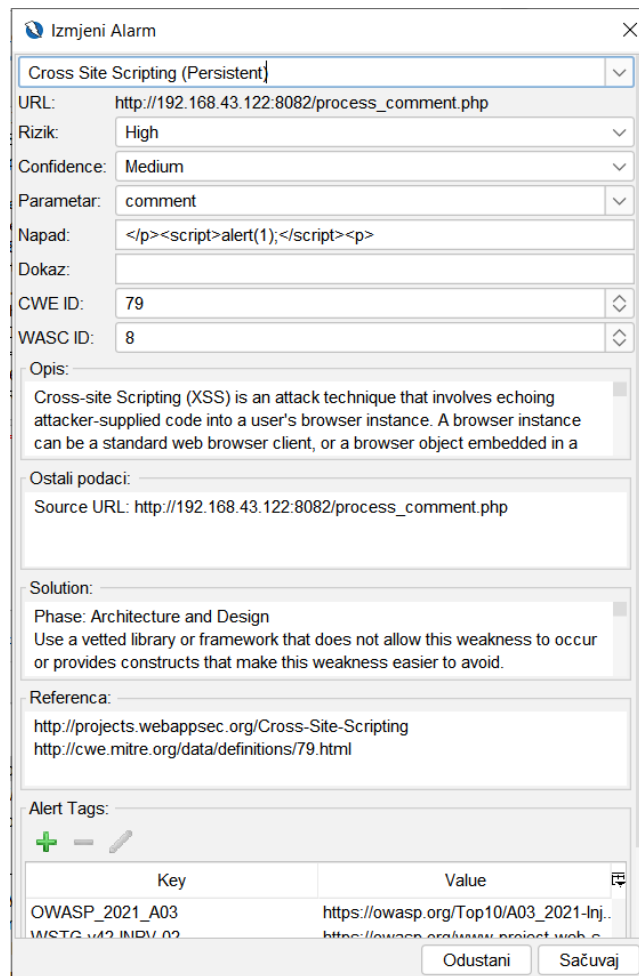 Izmjeni Alarm
Cross Site Scripting (Persistent)
URL: http://192.168.43.122:8082/process_comment.php
Rizik: High
Confidence: Medium
Parametar: comment
Napad: </p><script>alert(1);</script><p>
Dokaz:
CWE ID: 79
WASC ID: 8
Opis:
Cross-site Scripting (XSS) is an attack technique that involves echoing
attacker-supplied code into a user's browser instance. A browser instance
can be a standard web browser client, or a browser object embedded in a
Ostali podaci:
Source URL: http://192.168.43.122:8082/process_comment.php
Solution:
Phase: Architecture and Design
Use a vetted library or framework that does not allow this weakness to occur
or provides constructs that make this weakness easier to avoid.
Referenca:
http://projects.webappsec.org/Cross-Site-Scripting
http://cwe.mitre.org/data/definitions/79.html
Alert Tags:
Key Value
OWASP_2021_A03 https://owasp.org/Top10/A03_2021-Inj...
Odustani Sačuvaj